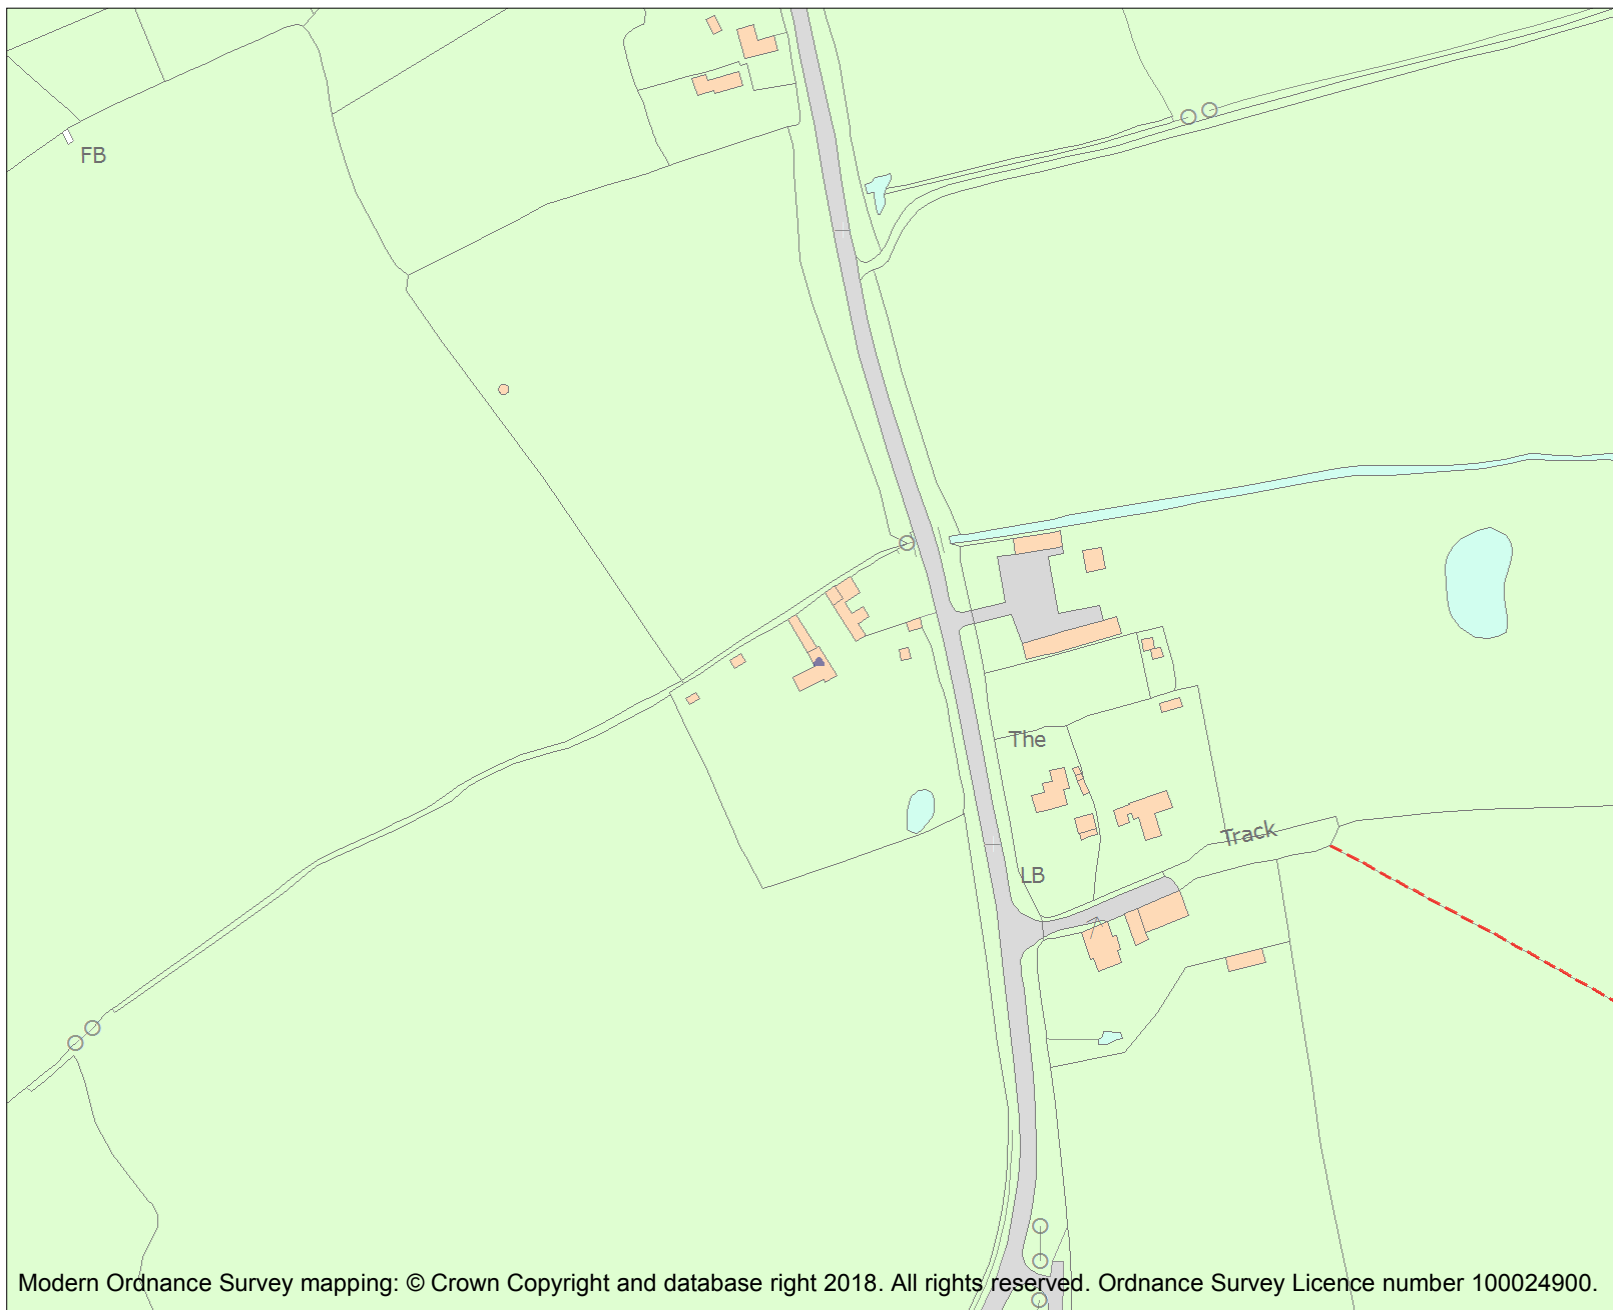 FB
The
Track
LB
Modern Ordnance Survey mapping: © Crown Copyright and database right 2018. All rights reserved. Ordnance Survey Licence number 100024900.